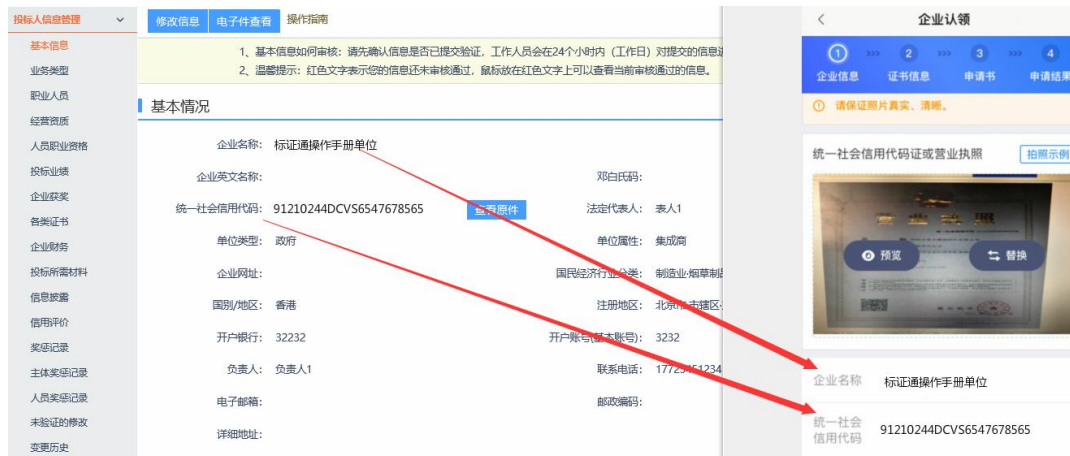 投标人信息管理
基本信息
业务类型
职业人员
经营资质
人员职业资格
投标业绩
企业获奖
各类证书
企业财务
投标所需材料
信息披露
信用评价
奖惩记录
主体奖惩记录
人员奖惩记录
未验证的修改
变更历史
修改信息 电子件查看 操作指南
1、基本信息如何审核：请先确认信息是否已提交验证，工作人员会在24个小时内（工作日）对提交的信息进
2、温馨提示：红色文字表示您的信息还未审核通过，鼠标放在红色文字上可以查看当前审核通过的信息。
基本情况
企业名称： 标证通操作手册单位
企业英文名称： 邓白氏码：
统一社会信用代码： 91210244DCVS6547678565 查看原件 法定代表人： 表人1
单位类型： 政府 单位属性： 集成商
企业网址： 国民经济行业分类： 制造业·烟草制品
国别/地区： 香港 注册地区： 北京市·市辖区·
开户银行： 32232 开户账号(基本账号)： 3232
负责人： 负责人1 联系电话： 17725451234
电子邮箱： 邮政编码：
详细地址：
企业认领
1 >>> 2 >>> 3 >>> 4
企业信息 证书信息 申请书 申请结果
请保证照片真实、清晰。
统一社会信用代码证或营业执照 拍照示例
营业执照
预览 替换
企业名称 标证通操作手册单位
统一社会
信用代码 91210244DCVS6547678565